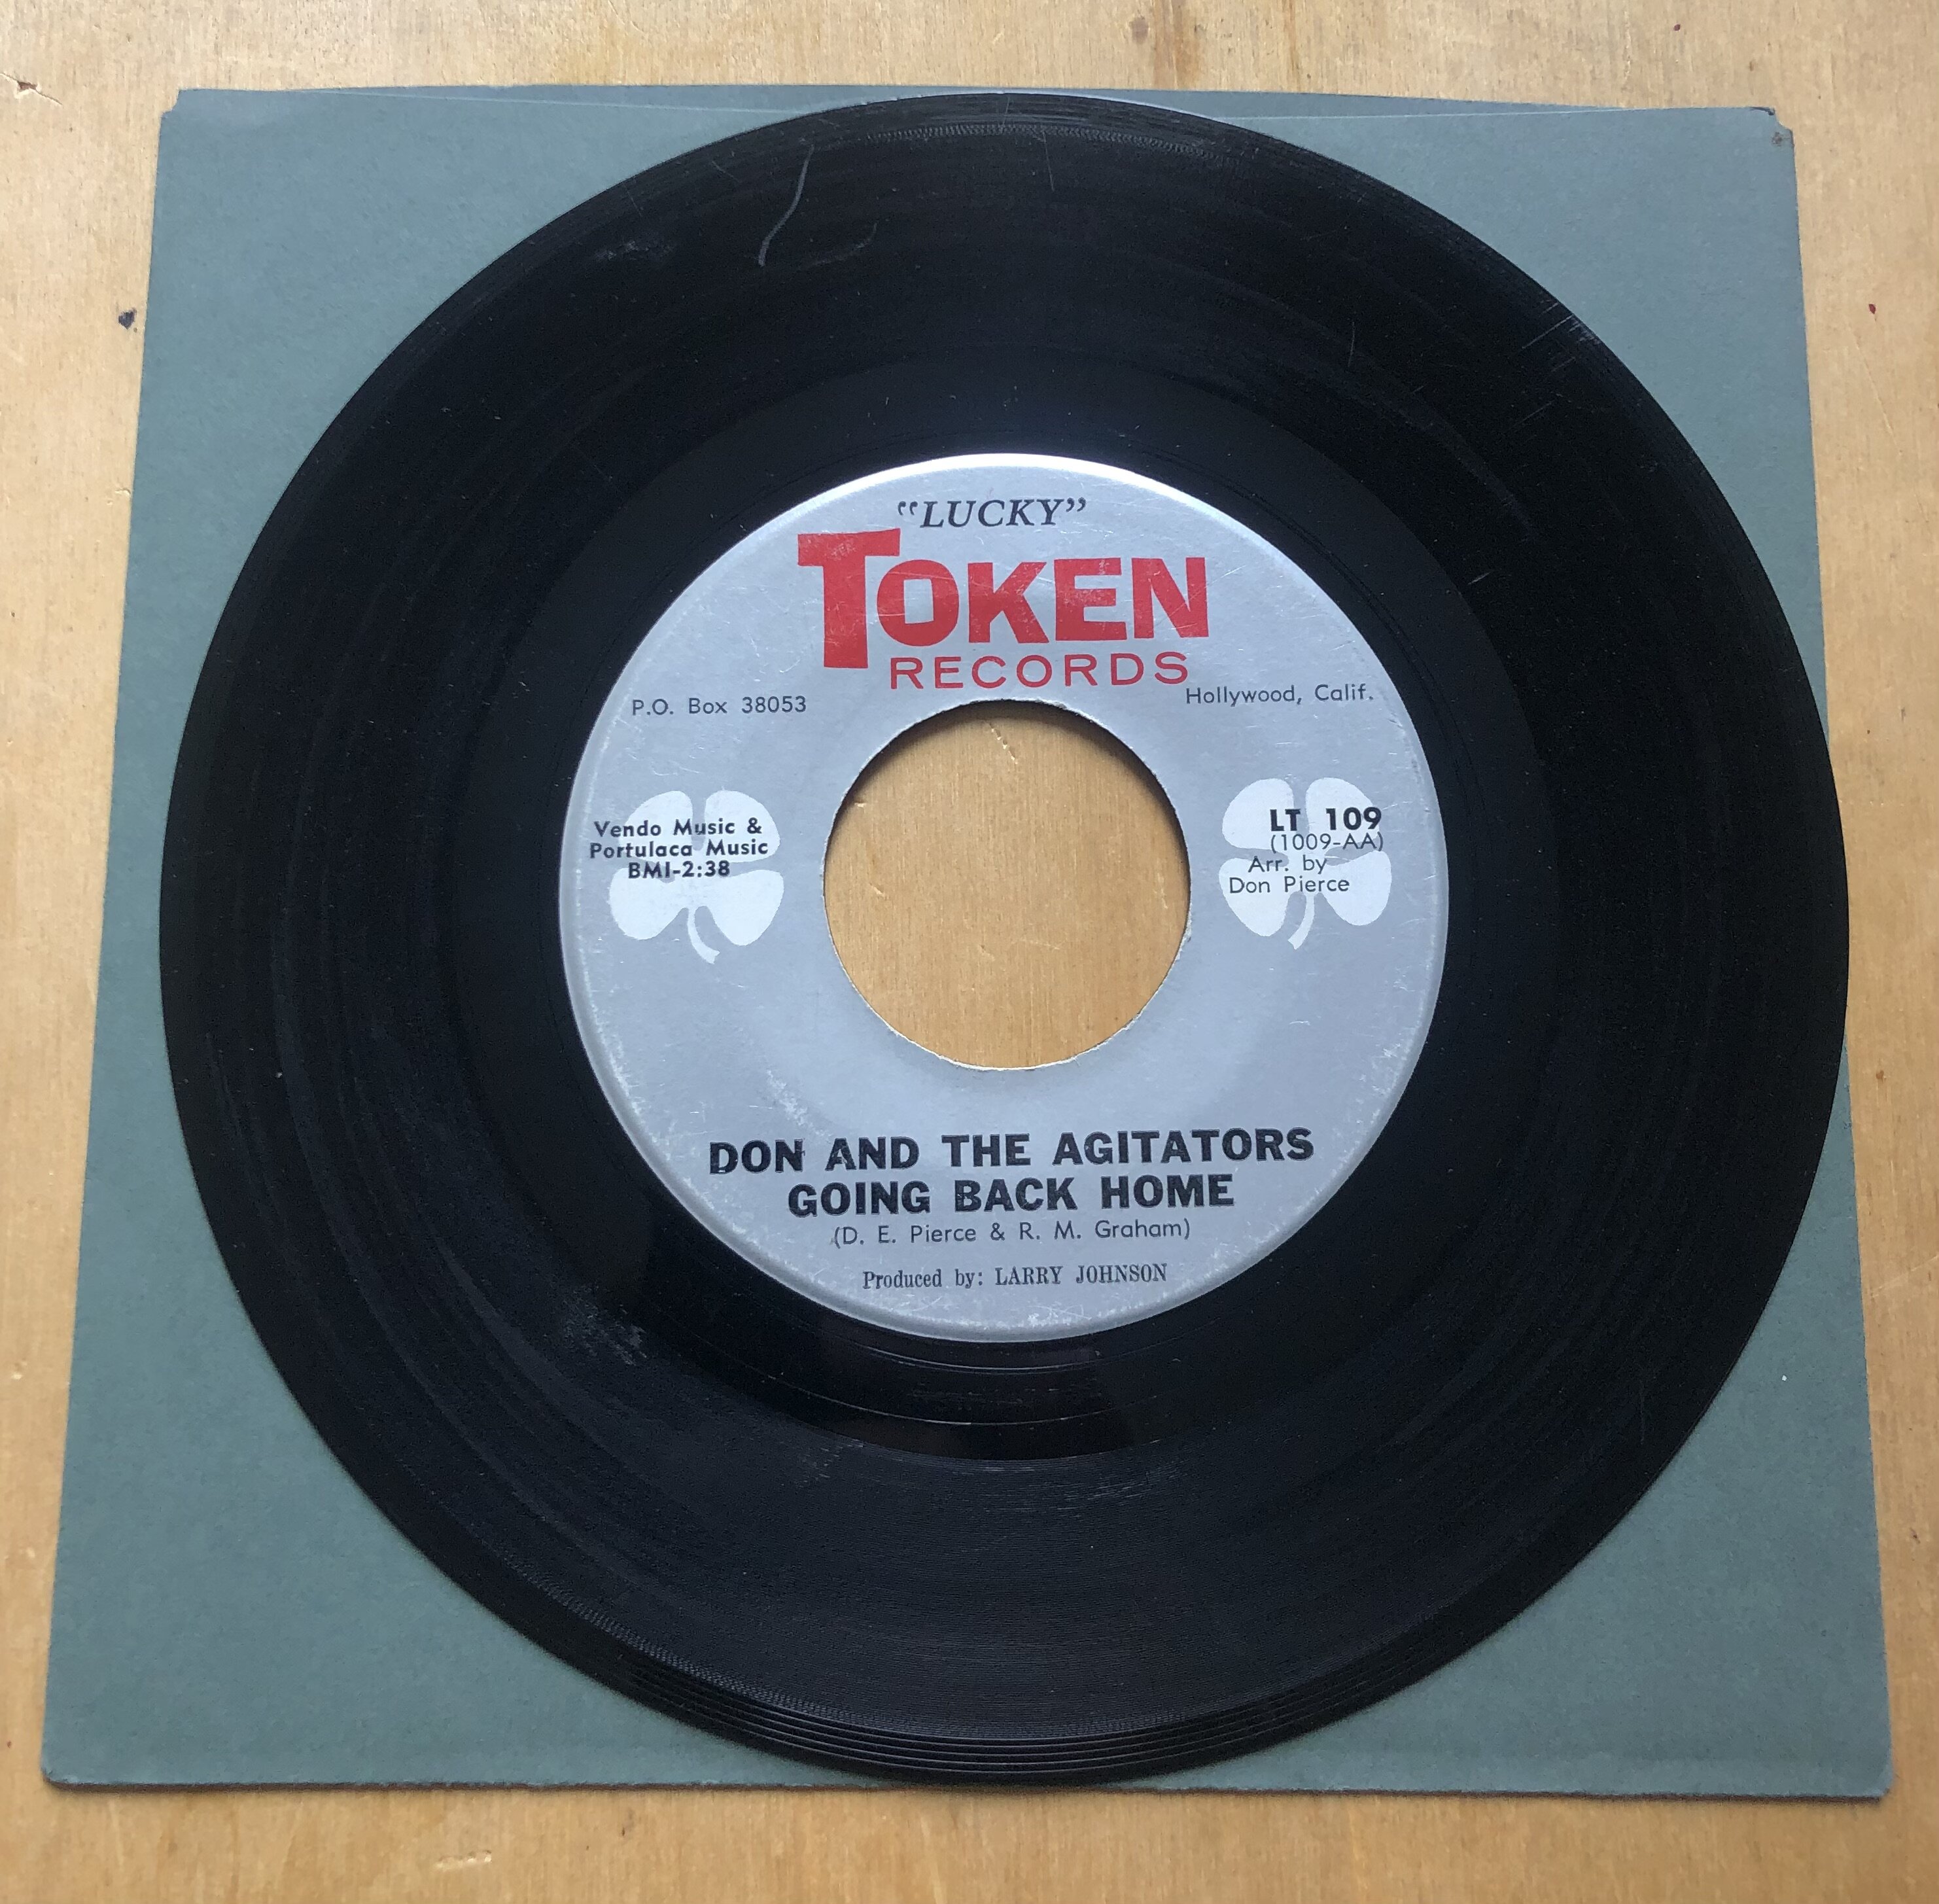 “LUCKY”
TOKEN
RECORDS
P.O. Box 38053
Hollywood, Calif.
Vendo Music &
Portulaca Music
BMI-2:38
LT 109
(1009-AA)
Arr. by
Don Pierce
DON AND THE AGITATORS
GOING BACK HOME
(D. E. Pierce & R. M. Graham)
Produced by: LARRY JOHNSON